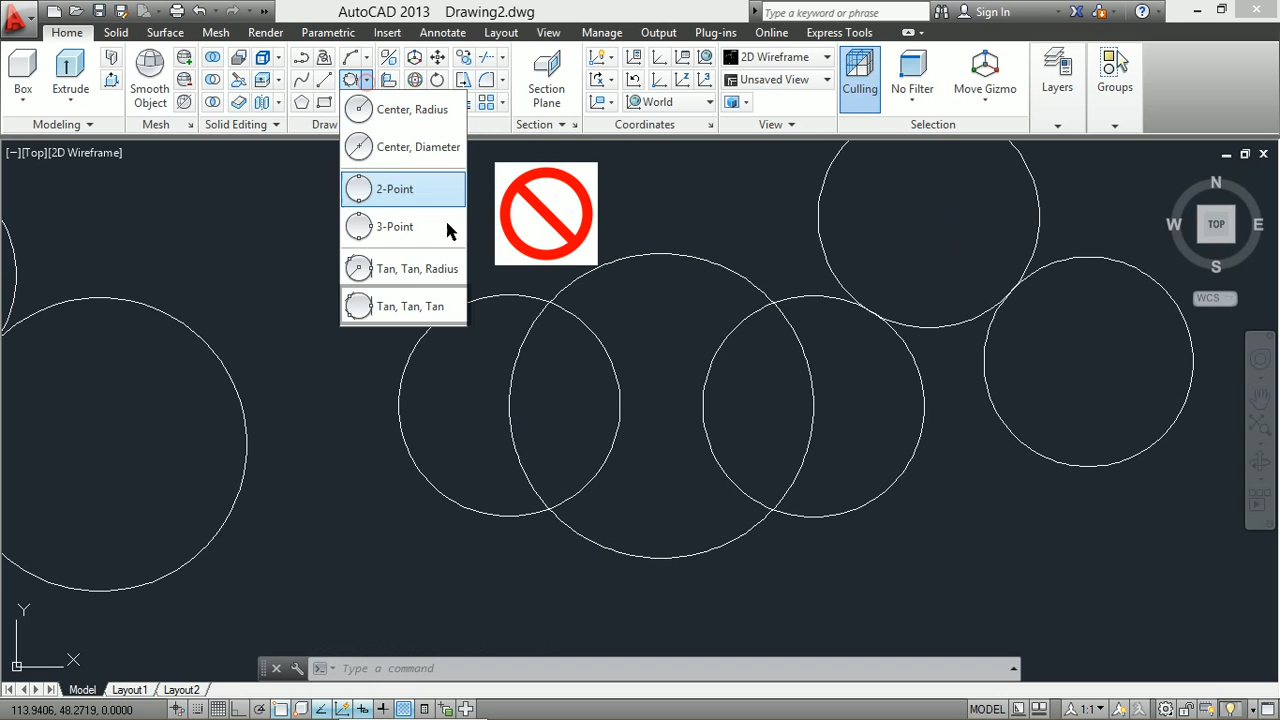 AutoCAD 2013 Drawing2.dwg
Type a keyword or phrase
Sign In
Home Solid Surface Mesh Render Parametric Insert Annotate Layout View Manage Output Plug-ins Online Express Tools
Box
Extrude
Smooth
Object
Section
Plane
2D Wireframe
Unsaved View
World
Culling
No Filter
Move Gizmo
Layers
Groups
Modeling
Mesh
Solid Editing
Draw
Section
View
Selection
Center, Radius
Center, Diameter
2-Point
3-Point
Tan, Tan, Radius
Tan, Tan, Tan
[−][Top][2D Wireframe]
N
W TOP E
S
WCS
Y
X
Type a command
Model Layout1 Layout2
113.9406, 48.2719, 0.0000
MODEL
1:1